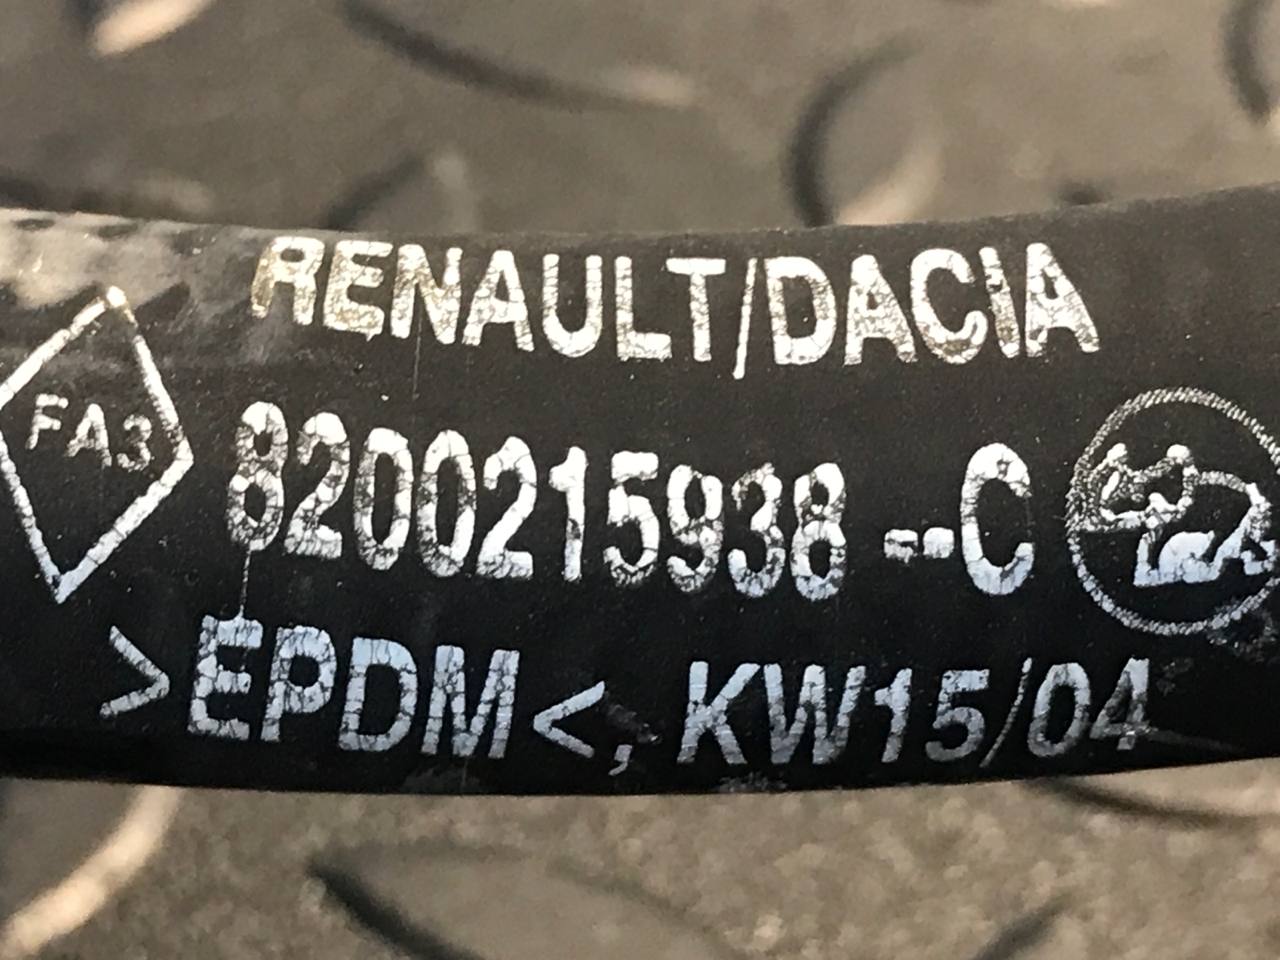 RENAULT/DACIA
FA3
8200215938 --C
>EPDM<, KW15/04